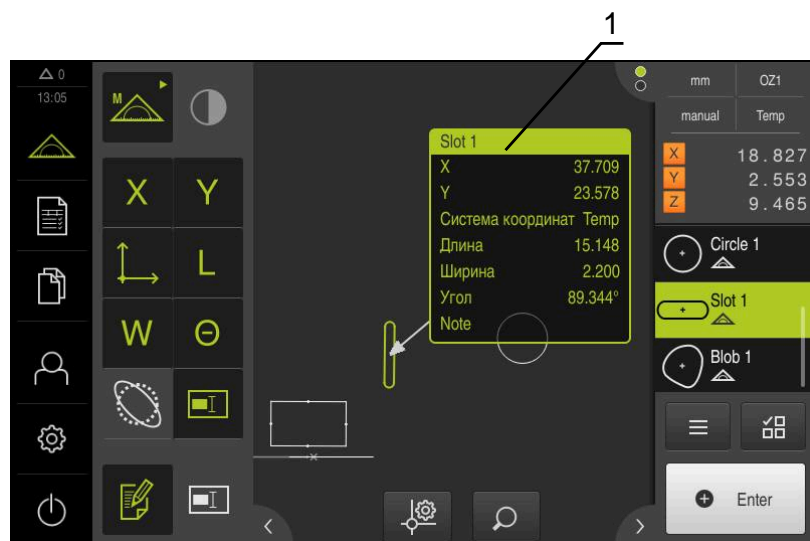 1
0
13:05
M
X Y
L
W Θ
Slot 1
X 37.709
Y 23.578
Система координат Temp
Длина 15.148
Ширина 2.200
Угол 89.344°
Note
mm OZ1
manual Temp
X 18.827
Y 2.553
Z 9.465
Circle 1
Slot 1
Blob 1
Enter